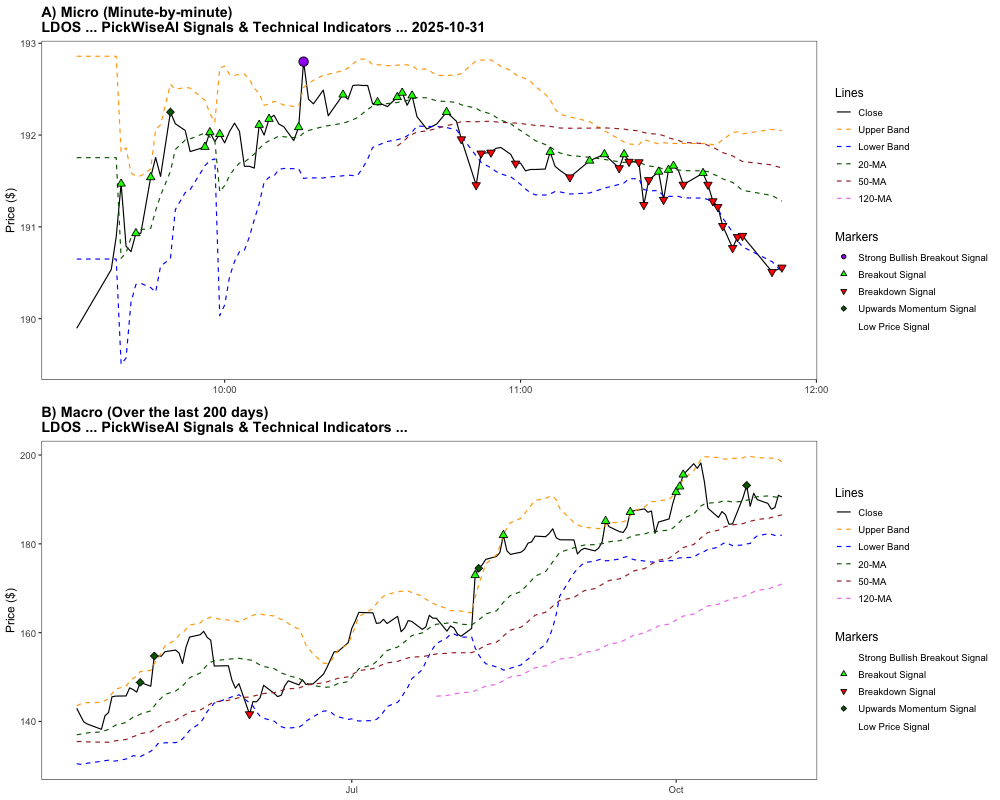 A) Micro (Minute-by-minute)
LDOS ... PickWiseAI Signals & Technical Indicators ... 2025-10-31
193
192
191
190
Price ($)
10:00
11:00
12:00
Lines
Close
Upper Band
Lower Band
20-MA
50-MA
120-MA
Markers
Strong Bullish Breakout Signal
Breakout Signal
Breakdown Signal
Upwards Momentum Signal
Low Price Signal
B) Macro (Over the last 200 days)
LDOS ... PickWiseAI Signals & Technical Indicators ...
200
180
160
140
Price ($)
Jul
Oct
Lines
Close
Upper Band
Lower Band
20-MA
50-MA
120-MA
Markers
Strong Bullish Breakout Signal
Breakout Signal
Breakdown Signal
Upwards Momentum Signal
Low Price Signal